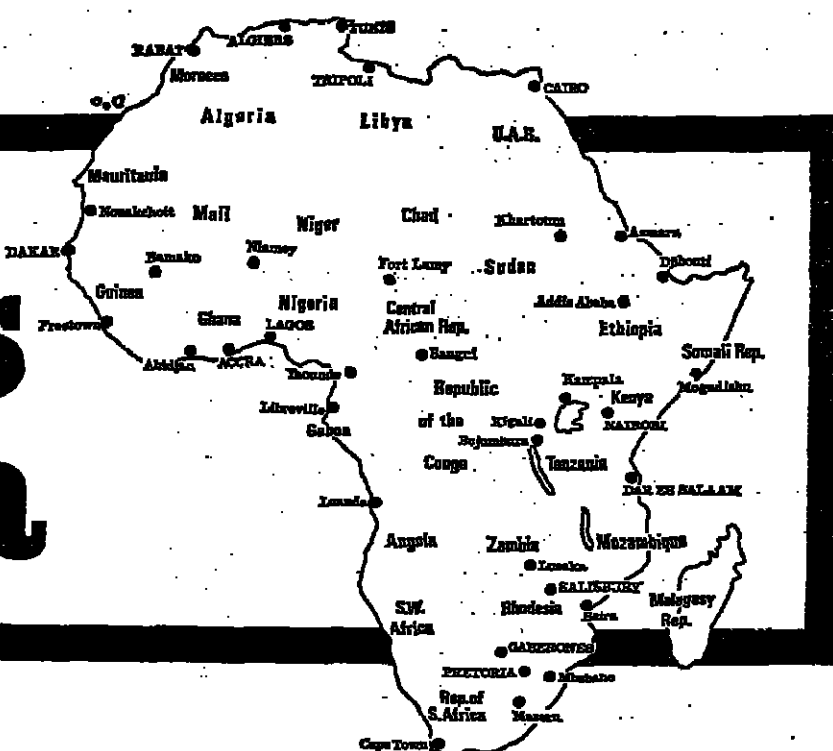 TUNIS
ALGIERS
RABAT
Morocco
TRIPOLI
CAIRO
Algeria
Libya
U.A.R.
Mauritania
Nouakchott
Mali
Niger
Chad
Khartoum
Asmara
DAKAR
Bamako
Niamey
Fort Lamy
Sudan
Djibouti
Guinea
Nigeria
Central
African Rep.
Addis Ababa
Ethiopia
Freetown
Ghana
LAGOS
Abidjan
ACCRA
Bangui
Somali Rep.
Yaounde
Mogadishu
Republic
of the
Congo
Kampala
Kenya
NAIROBI
Libreville
Gabon
Kigali
Bujumbura
Tanzania
DAR ES SALAAM
Luanda
Angola
Zambia
Mozambique
Lusaka
SALISBURY
Malagasy
Rep.
S.W.
Africa
Rhodesia
Beira
GABERONES
PRETORIA
Mbabane
Rep. of
S. Africa
Maseru
Cape Town